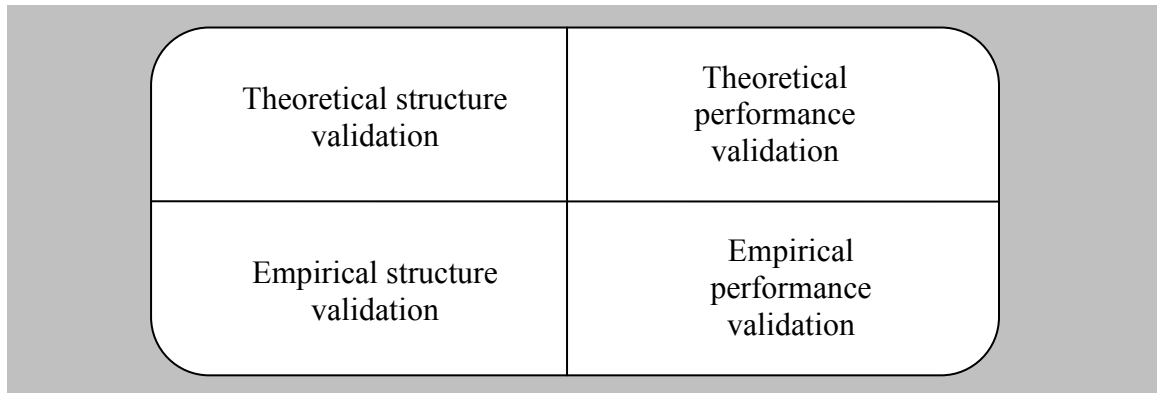 Theoretical structure
validation
Theoretical
performance
validation
Empirical structure
validation
Empirical
performance
validation